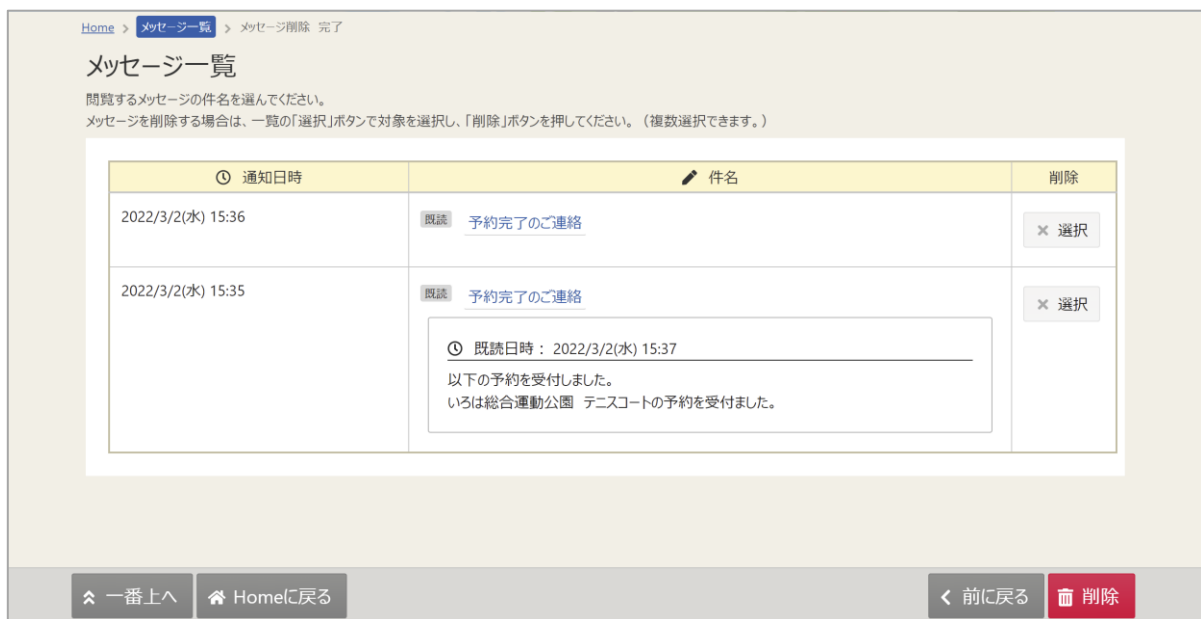 Home > メッセージ一覧 > メッセージ削除 完了
メッセージ一覧
閲覧するメッセージの件名を選んでください。
メッセージを削除する場合は、一覧の「選択」ボタンで対象を選択し、「削除」ボタンを押してください。（複数選択できます。）
通知日時 件名 削除
2022/3/2(水) 15:36 既読 予約完了のご連絡 × 選択
2022/3/2(水) 15:35 既読 予約完了のご連絡 × 選択
既読日時： 2022/3/2(水) 15:37
以下の予約を受付しました。
いろは総合運動公園 テニスコートの予約を受付ました。
一番上へ Homeに戻る 前に戻る 削除